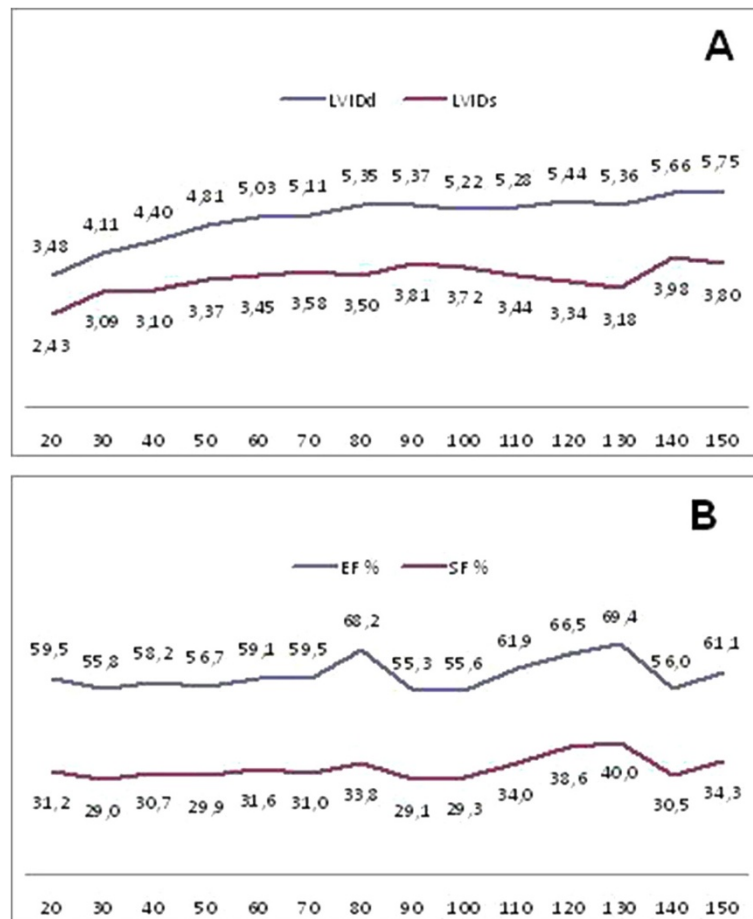 A
LVIDd LVIDs
3,48 4,11 4,40 4,81 5,03 5,11 5,35 5,37 5,22 5,28 5,44 5,36 5,66 5,75
2,43 3,09 3,10 3,37 3,45 3,58 3,50 3,81 3,72 3,44 3,34 3,18 3,98 3,80
20 30 40 50 60 70 80 90 100 110 120 130 140 150
B
EF % SF %
59,5 55,8 58,2 56,7 59,1 59,5 68,2 55,3 55,6 61,9 66,5 69,4 56,0 61,1
31,2 29,0 30,7 29,9 31,6 31,0 33,8 29,1 29,3 34,0 38,6 40,0 30,5 34,3
20 30 40 50 60 70 80 90 100 110 120 130 140 150